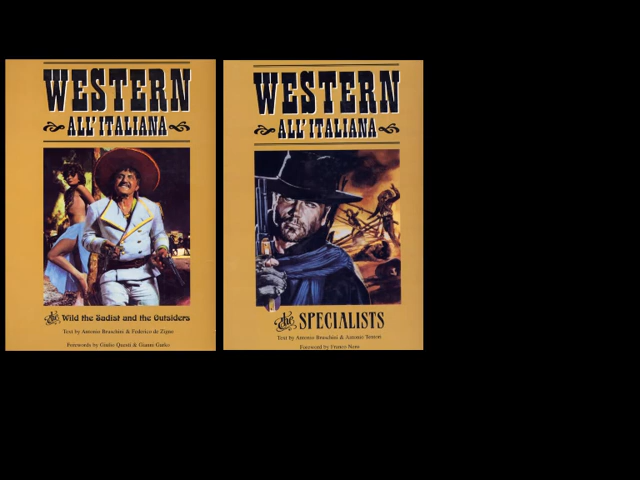 WESTERN
ALL'ITALIANA
the Wild the Sadist and the Outsiders
Text by Antonio Bruschini & Federico de Zigno
Forewords by Giulio Questi & Gianni Garko
WESTERN
ALL'ITALIANA
the SPECIALISTS
Text by Antonio Bruschini & Antonio Tentori
Foreword by Franco Nero